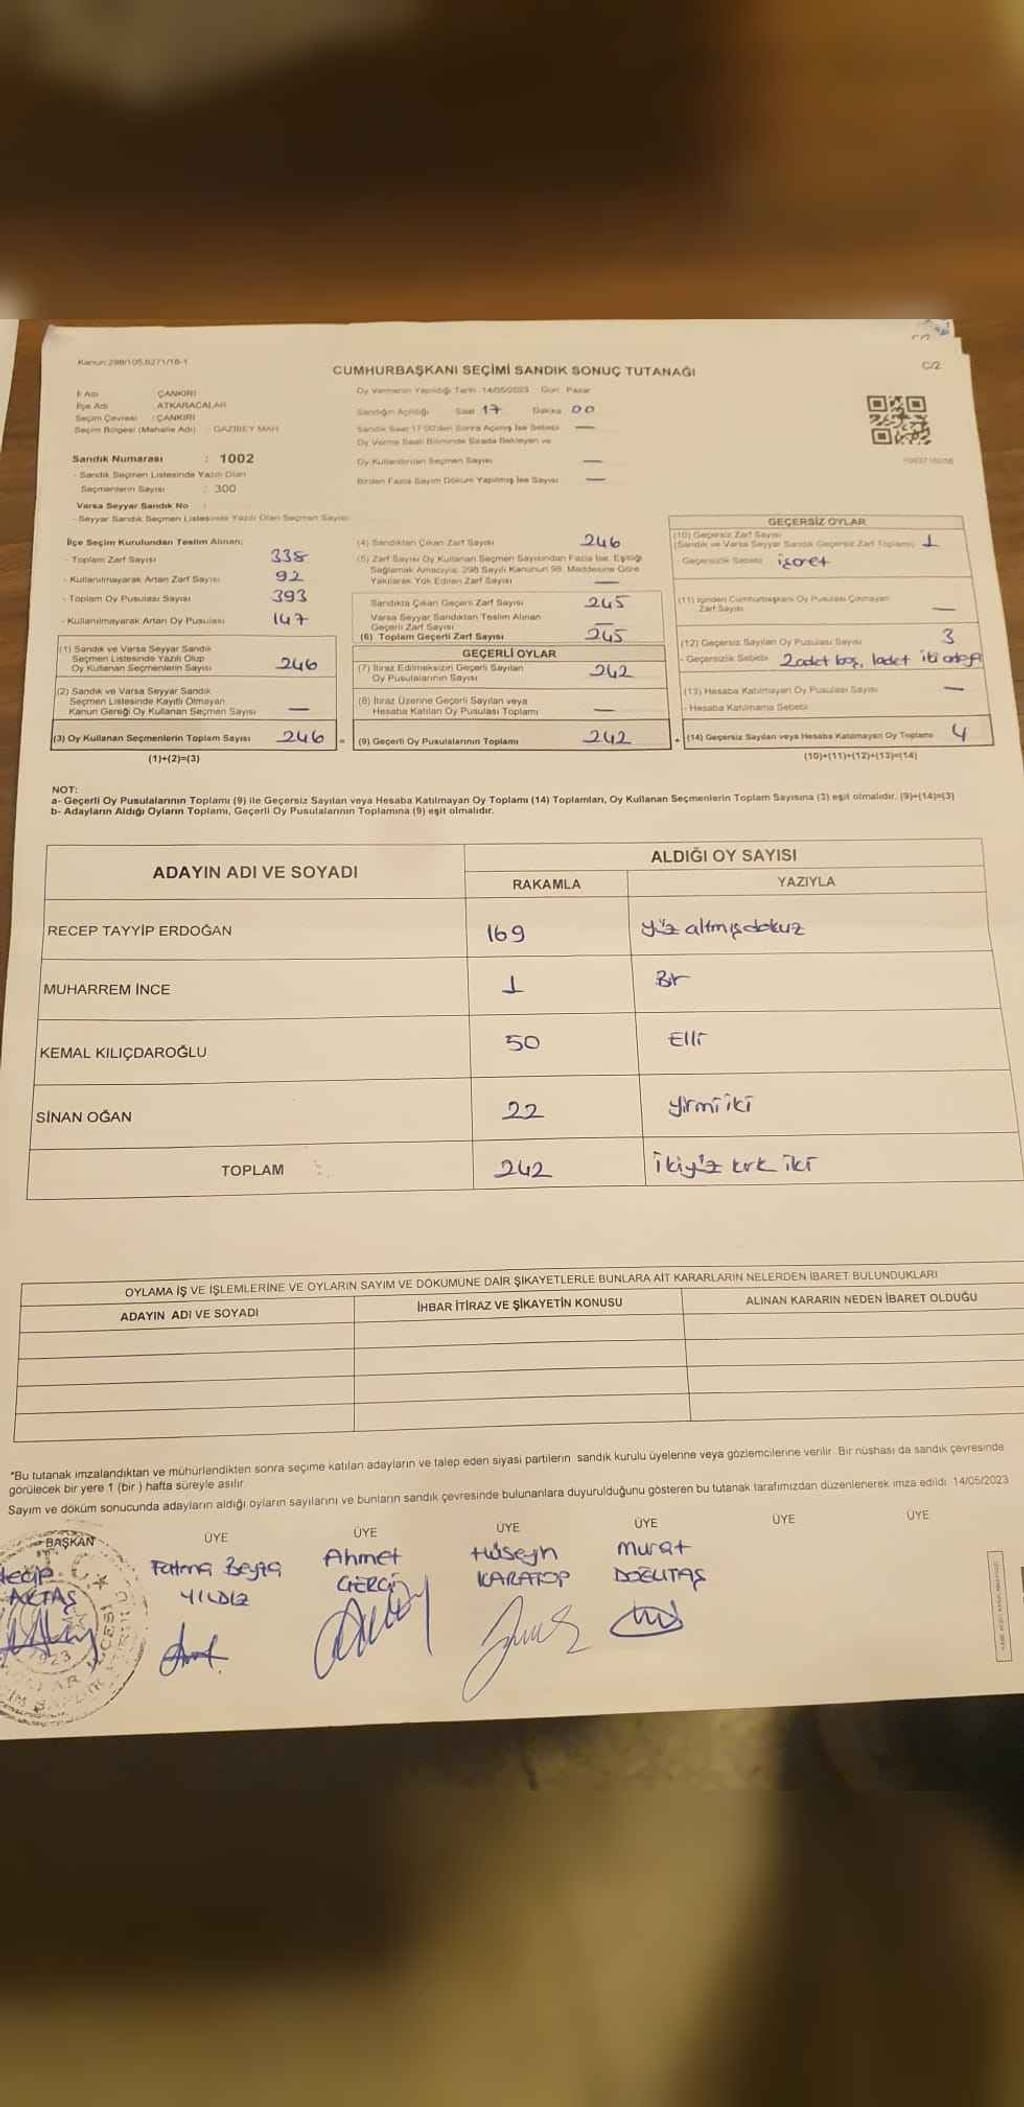 Kanun:298/105,6271/16-1
CUMHURBAŞKANI SEÇİMİ SANDIK SONUÇ TUTANAĞI
C/2
İl Adı ÇANKIRI
İlçe Adı ATKARACALAR
Seçim Çevresi : ÇANKIRI
Seçim Bölgesi (Mahalle Adı) : GAZİBEY MAH
Sandık Numarası : 1002
- Sandık Seçmen Listesinde Yazılı Olan
Seçmenlerin Sayısı : 300
Varsa Seyyar Sandık No
- Seyyar Sandık Seçmen Listesinde Yazılı Olan Seçmen Sayısı
Oy Vermenin Yapıldığı Tarih : 14/05/2023 Gün: Pazar
Sandığın Açıldığı Saat 17 Dakika 00
Sandık Saat 17:00'den Sonra Açılmış İse Sebebi —
Oy Verme Saati Bitiminde Sırada Bekleyen ve
Oy Kullandırılan Seçmen Sayısı —
Birden Fazla Sayım Döküm Yapılmış İse Sayısı —
İlçe Seçim Kurulundan Teslim Alınan;
- Toplam Zarf Sayısı 338
- Kullanılmayarak Artan Zarf Sayısı 92
- Toplam Oy Pusulası Sayısı 393
- Kullanılmayarak Artan Oy Pusulası 147
(1) Sandık ve Varsa Seyyar Sandık
Seçmen Listesinde Yazılı Olup
Oy Kullanan Seçmenlerin Sayısı 246
(2) Sandık ve Varsa Seyyar Sandık
Seçmen Listesinde Kayıtlı Olmayan
Kanun Gereği Oy Kullanan Seçmen Sayısı —
(3) Oy Kullanan Seçmenlerin Toplam Sayısı 246 =
(1)+(2)=(3)
(4) Sandıktan Çıkan Zarf Sayısı 246
(5) Zarf Sayısı Oy Kullanan Seçmen Sayısından Fazla İse, Eşitliği
Sağlamak Amacıyla, 298 Sayılı Kanunun 98. Maddesine Göre
Yakılarak Yok Edilen Zarf Sayısı —
Sandıkta Çıkan Geçerli Zarf Sayısı 245
Varsa Seyyar Sandıktan Teslim Alınan
Geçerli Zarf Sayısı —
(6) Toplam Geçerli Zarf Sayısı 245
GEÇERLİ OYLAR
(7) İtiraz Edilmeksizin Geçerli Sayılan
Oy Pusulalarının Sayısı 242
(8) İtiraz Üzerine Geçerli Sayılan veya
Hesaba Katılan Oy Pusulası Toplamı —
(9) Geçerli Oy Pusulalarının Toplamı 242
GEÇERSİZ OYLAR
(10) Geçersiz Zarf Sayısı
(Sandık ve Varsa Seyyar Sandık Geçersiz Zarf Toplamı) 1
Geçersizlik Sebebi işaret
(11) İçinden Cumhurbaşkanı Oy Pusulası Çıkmayan
Zarf Sayısı —
(12) Geçersiz Sayılan Oy Pusulası Sayısı 3
- Geçersizlik Sebebi 2 adet boş, 1 adet iki
(13) Hesaba Katılmayan Oy Pusulası Sayısı —
- Hesaba Katılmama Sebebi
+ (14) Geçersiz Sayılan veya Hesaba Katılmayan Oy Toplamı 4
(10)+(11)+(12)+(13)=(14)
NOT:
a- Geçerli Oy Pusulalarının Toplamı (9) ile Geçersiz Sayılan veya Hesaba Katılmayan Oy Toplamı (14) Toplamları, Oy Kullanan Seçmenlerin Toplam Sayısına (3) eşit olmalıdır. (9)+(14)=(3)
b- Adayların Aldığı Oyların Toplamı, Geçerli Oy Pusulalarının Toplamına (9) eşit olmalıdır.
ADAYIN ADI VE SOYADI
ALDIĞI OY SAYISI
RAKAMLA YAZIYLA
RECEP TAYYİP ERDOĞAN 169 yüz altmış dokuz
MUHARREM İNCE 1 Bir
KEMAL KILIÇDAROĞLU 50 Elli
SİNAN OĞAN 22 yirmi iki
TOPLAM 242 ikiyüz kırk iki
OYLAMA İŞ VE İŞLEMLERİNE VE OYLARIN SAYIM VE DÖKÜMÜNE DAİR ŞİKAYETLERLE BUNLARA AİT KARARLARIN NELERDEN İBARET BULUNDUKLARI
ADAYIN ADI VE SOYADI İHBAR İTİRAZ VE ŞİKAYETİN KONUSU ALINAN KARARIN NEDEN İBARET OLDUĞU
*Bu tutanak imzalandıktan ve mühürlendikten sonra seçime katılan adayların ve talep eden siyasi partilerin sandık kurulu üyelerine veya gözlemcilerine verilir. Bir nüshası da sandık çevresinde
görülecek bir yere 1 (bir ) hafta süreyle asılır.
Sayım ve döküm sonucunda adayların aldığı oyların sayılarını ve bunların sandık çevresinde bulunanlara duyurulduğunu gösteren bu tutanak tarafımızdan düzenlenerek imza edildi. 14/05/2023
BAŞKAN ÜYE ÜYE ÜYE ÜYE ÜYE ÜYE
Necip Fatma Beyza Ahmet Hüseyin Murat
AKTAŞ YILDIZ GERGİN KARATOP DOĞLITAŞ